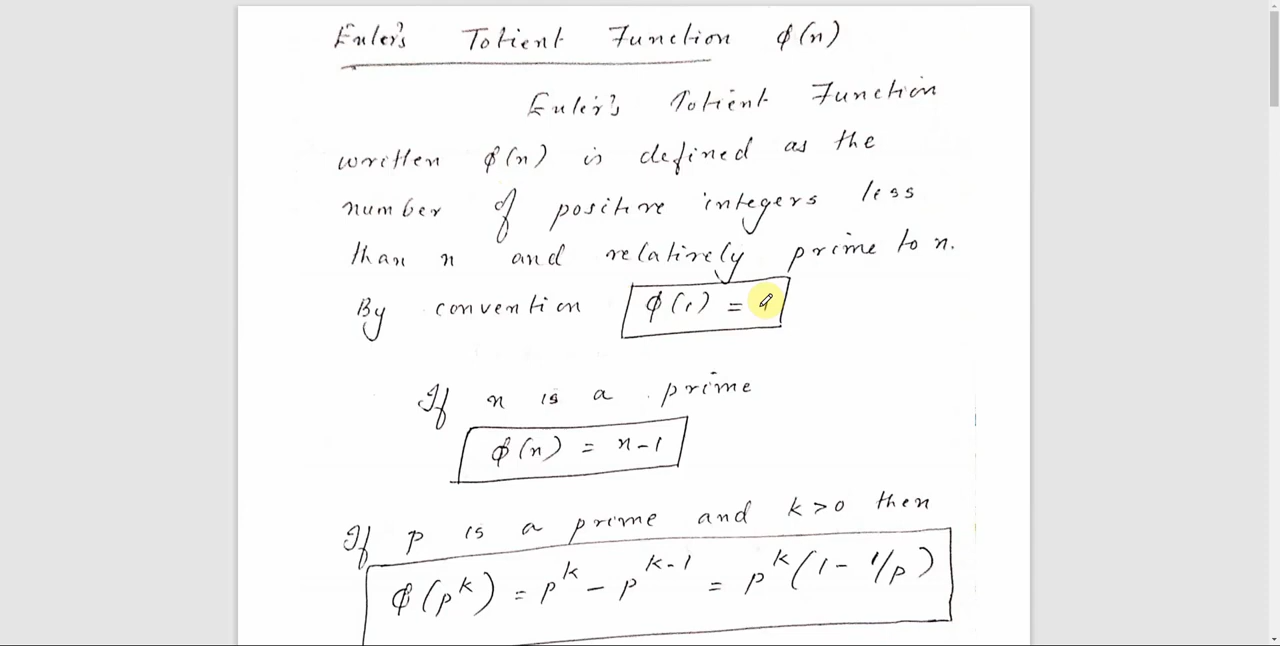 Euler's Totient Function ϕ(n)
Euler's Totient Function
written ϕ(n) is defined as the
number of positive integers less
than n and relatively prime to n.
By convention ϕ(1) =
If n is a prime
ϕ(n) = n-1
If p is a prime and k>0 then
ϕ(p^k) = p^k - p^{k-1} = p^k(1 - 1/p)